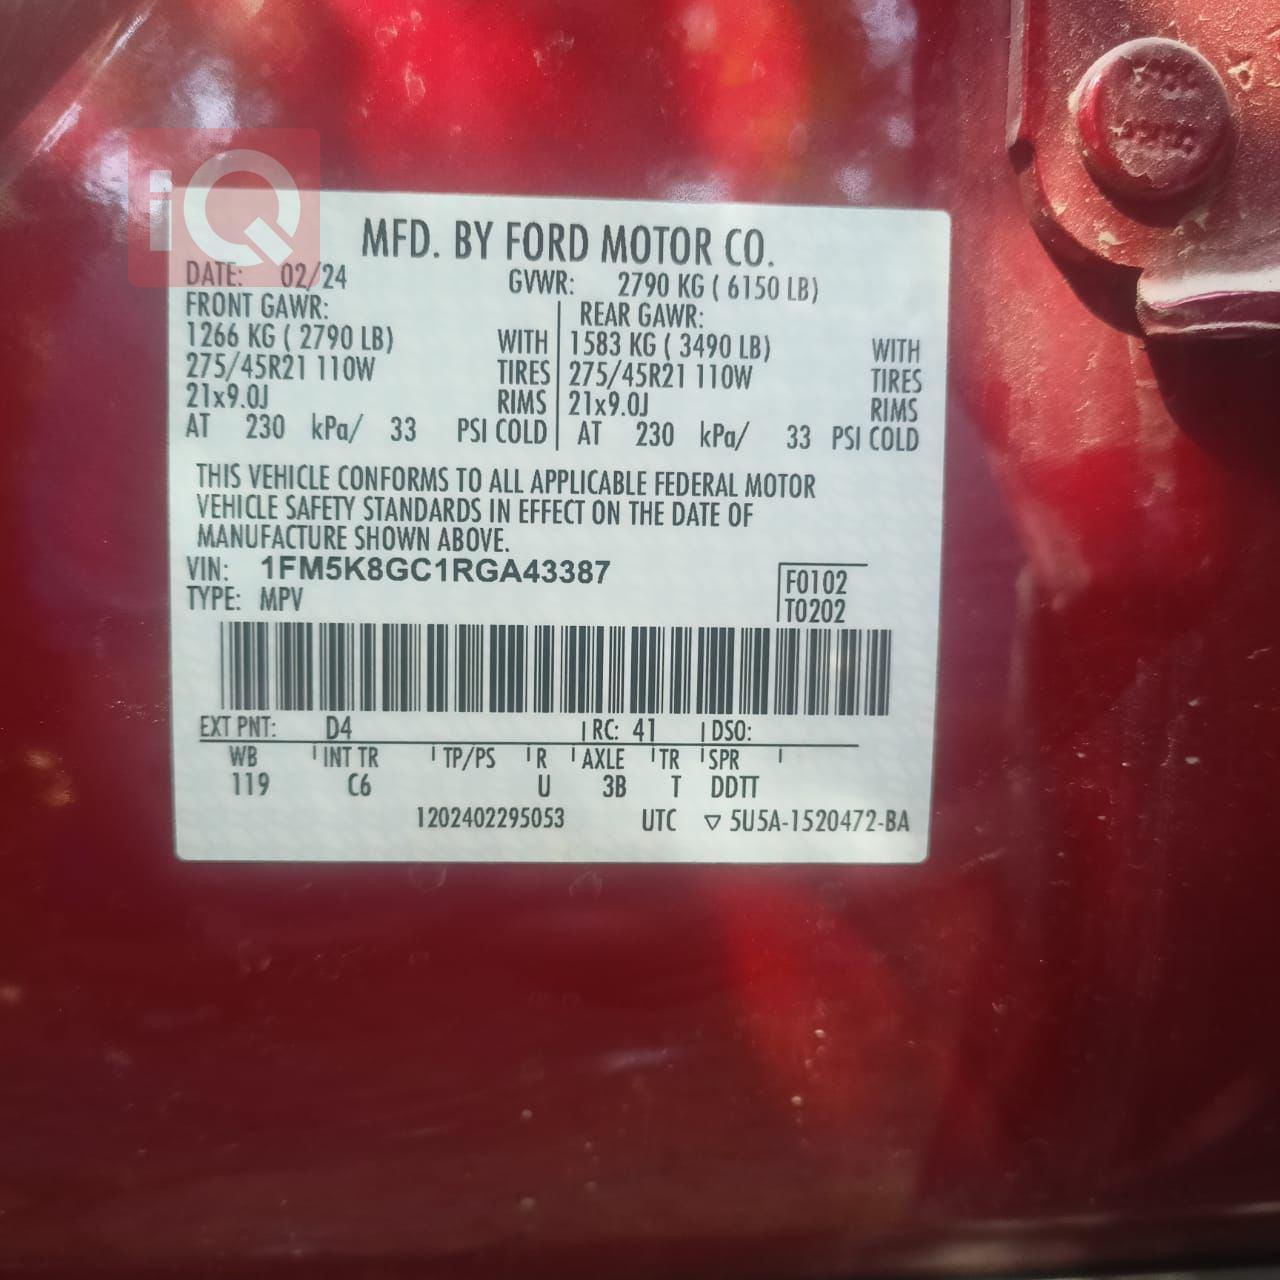 iQ
MFD. BY FORD MOTOR CO.
DATE: 02/24 GVWR: 2790 KG ( 6150 LB)
FRONT GAWR: REAR GAWR:
1266 KG ( 2790 LB) WITH 1583 KG ( 3490 LB) WITH
275/45R21 110W TIRES 275/45R21 110W TIRES
21x9.0J RIMS 21x9.0J RIMS
AT 230 kPa/ 33 PSI COLD AT 230 kPa/ 33 PSI COLD
THIS VEHICLE CONFORMS TO ALL APPLICABLE FEDERAL MOTOR
VEHICLE SAFETY STANDARDS IN EFFECT ON THE DATE OF
MANUFACTURE SHOWN ABOVE.
VIN: 1FM5K8GC1RGA43387
TYPE: MPV
F0102
T0202
EXT PNT: D4 RC: 41 DSO:
WB INT TR TP/PS R AXLE TR SPR
119 C6 U 3B T DDTT
1202402295053 UTC ▽ 5U5A-1520472-BA